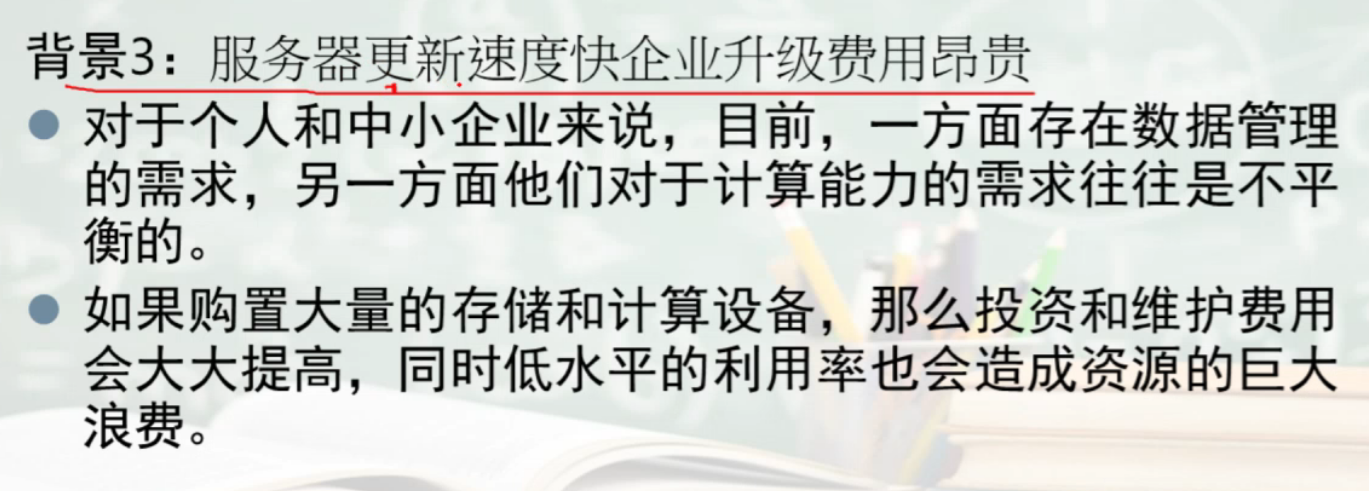 背景3：服务器更新速度快企业升级费用昂贵
对于个人和中小企业来说，目前，一方面存在数据管理
的需求，另一方面他们对于计算能力的需求往往是不平
衡的。
如果购置大量的存储和计算设备，那么投资和维护费用
会大大提高，同时低水平的利用率也会造成资源的巨大
浪费。